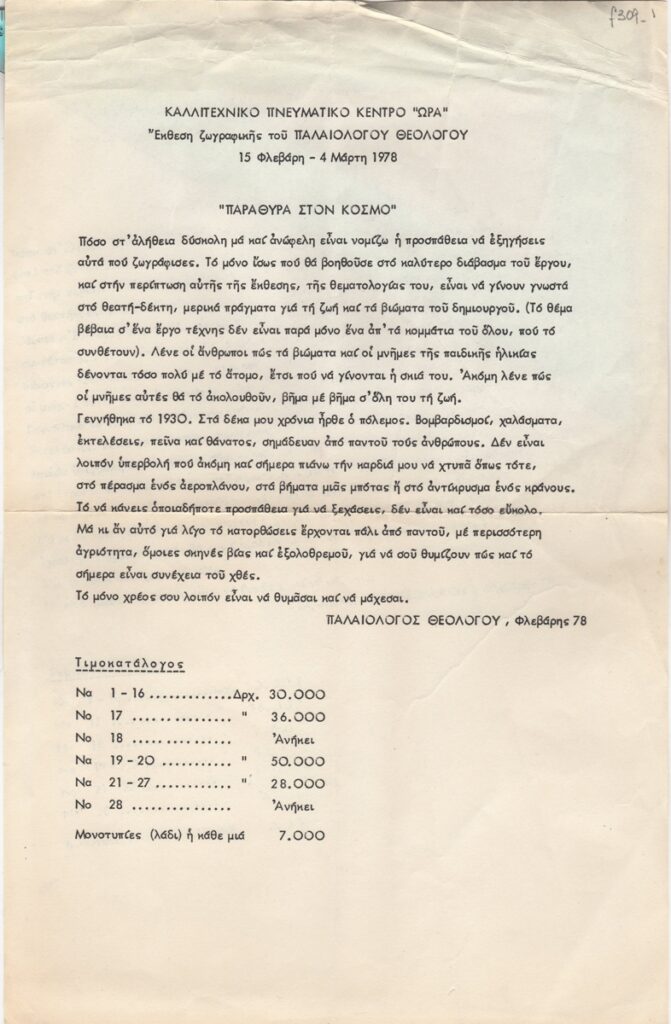 f309-1
ΚΑΛΛΙΤΕΧΝΙΚΟ ΠΝΕΥΜΑΤΙΚΟ ΚΕΝΤΡΟ "ΩΡΑ"
Ἔκθεση ζωγραφικῆς τοῦ ΠΑΛΑΙΟΛΟΓΟΥ ΘΕΟΛΟΓΟΥ
15 Φλεβάρη - 4 Μάρτη 1978
"ΠΑΡΑΘΥΡΑ ΣΤΟΝ ΚΟΣΜΟ"
Πόσο στ'ἀλήθεια δύσκολη μά καί ἀνώφελη εἶναι νομίζω ἡ προσπάθεια νά ἐξηγήσεις
αὐτά πού ζωγράφισες. Τό μόνο ἴσως πού θά βοηθοῦσε στό καλύτερο διάβασμα τοῦ ἔργου,
καί στήν περίπτωση αὐτῆς τῆς ἔκθεσης, τῆς θεματολογίας του, εἶναι νά γίνουν γνωστά
στό θεατή-δέκτη, μερικά πράγματα γιά τή ζωή καί τά βιώματα τοῦ δημιουργοῦ. (Τό θέμα
βέβαια σ'ἕνα ἔργο τέχνης δέν εἶναι παρά μόνο ἕνα ἀπ'τά κομμάτια τοῦ ὅλου, πού τό
συνθέτουν). Λένε οἱ ἄνθρωποι πώς τά βιώματα καί οἱ μνῆμες τῆς παιδικῆς ἡλικίας
δένονται τόσο πολύ μέ τό ἄτομο, ἔτσι πού νά γίνονται ἡ σκιά του. Ἀκόμη λένε πώς
οἱ μνῆμες αὐτές θά τό ἀκολουθοῦν, βῆμα μέ βῆμα σ'ὅλη του τή ζωή.
Γεννήθηκα τό 1930. Στά δέκα μου χρόνια ἦρθε ὁ πόλεμος. Βομβαρδισμοί, χαλάσματα,
ἐκτελέσεις, πεῖνα καί θάνατος, σημάδευαν ἀπό παντοῦ τούς ἀνθρώπους. Δέν εἶναι
λοιπόν ὑπερβολή πού ἀκόμη καί σήμερα πιάνω τήν καρδιά μου νά χτυπᾶ ὅπως τότε,
στό πέρασμα ἑνός ἀεροπλάνου, στά βήματα μιᾶς μπότας ἤ στό ἀντίκρυσμα ἑνός κράνους.
Τό νά κάνεις ὁποιαδήποτε προσπάθεια γιά νά ξεχάσεις, δέν εἶναι καί τόσο εὔκολο.
Μά κι ἄν αὐτό γιά λίγο τό κατορθώσεις ἔρχονται πάλι ἀπό παντοῦ, μέ περισσότερη
ἀγριότητα, ὅμοιες σκηνές βίας καί ἐξολοθρεμοῦ, γιά νά σοῦ θυμίζουν πώς καί τό
σήμερα εἶναι συνέχεια τοῦ χθές.
Τό μόνο χρέος σου λοιπόν εἶναι νά θυμᾶσαι καί νά μάχεσαι.
ΠΑΛΑΙΟΛΟΓΟΣ ΘΕΟΛΟΓΟΥ , Φλεβάρης 78
Τιμοκατάλογος
Να 1 - 16 .............Δρχ. 30.000
Νο 17 ............... " 36.000
Νο 18 ............... Ἀνήκει
Να 19 - 20 ........... " 50.000
Να 21 - 27 ........... " 28.000
Νο 28 ............... Ἀνήκει
Μονοτυπίες (λάδι) ἡ κάθε μιά 7.000